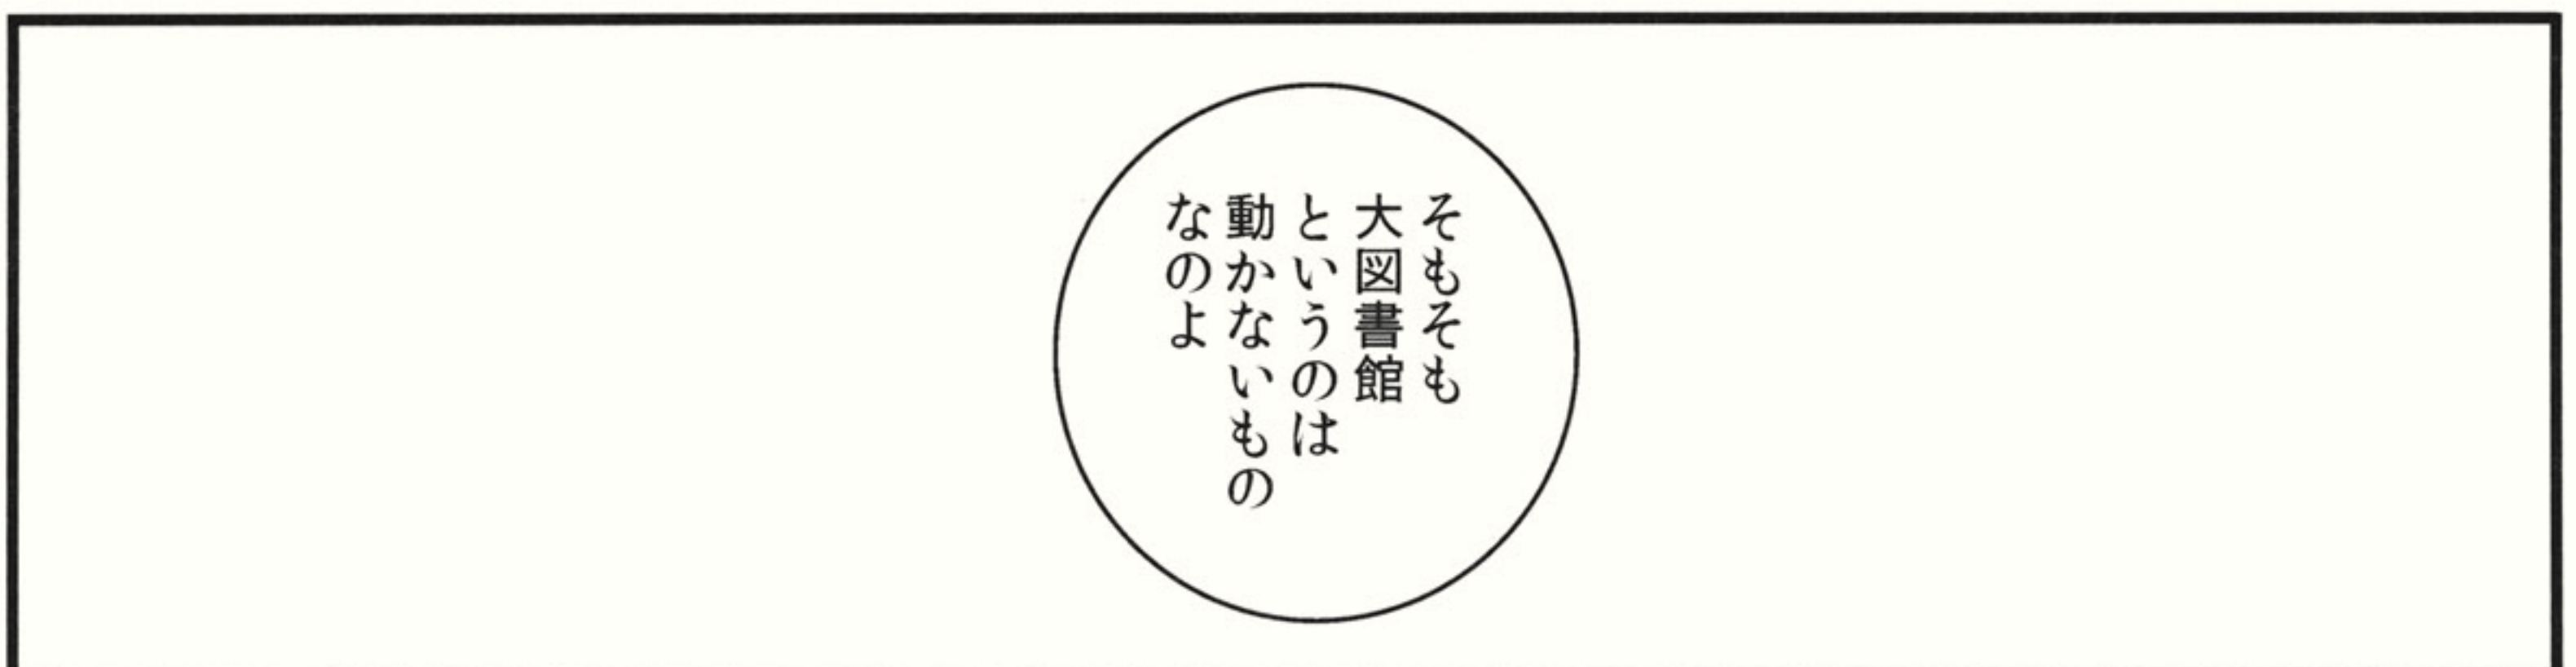 そもそも
大図書館
というのは
動かないもの
なのよ